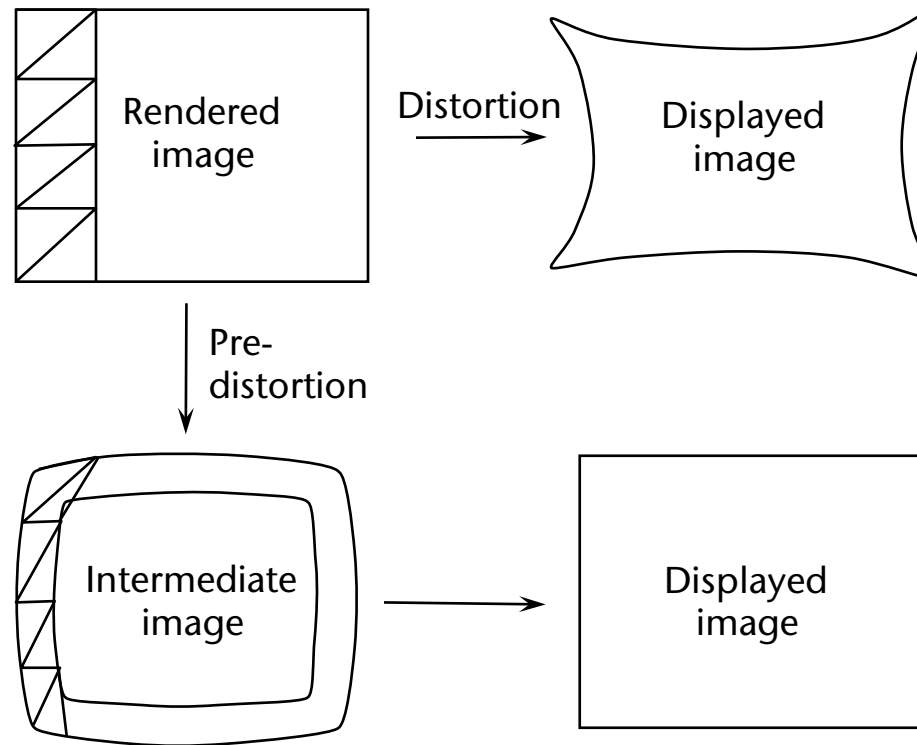 Rendered
image
Distortion
Displayed
image
Pre-
distortion
Intermediate
image
Displayed
image